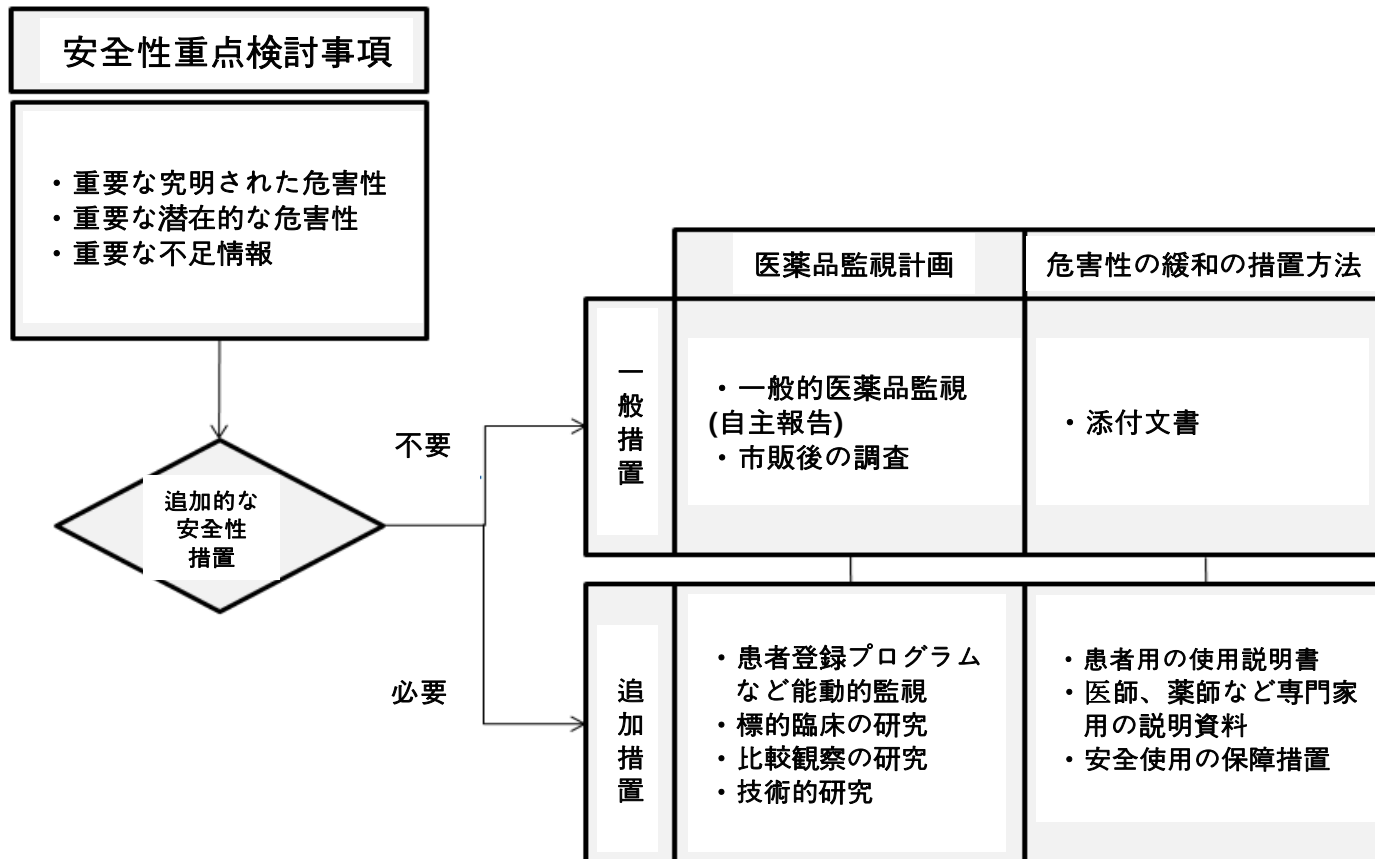 安全性重点検討事項
・重要な究明された危害性
・重要な潜在的な危害性
・重要な不足情報
追加的な
安全性
措置
不要
必要
医薬品監視計画
危害性の緩和の措置方法
一般措置
・一般的医薬品監視
(自主報告)
・市販後の調査
・添付文書
追加措置
・患者登録プログラム
など能動的監視
・標的臨床の研究
・比較観察の研究
・技術的研究
・患者用の使用説明書
・医師、薬師など専門家
用の説明資料
・安全使用の保障措置